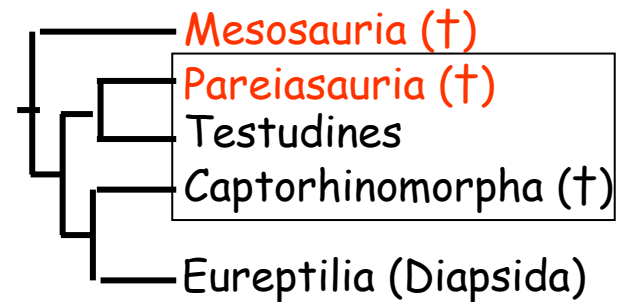 Mesosauria (†)
Pareiasauria (†)
Testudines
Captorhinomorpha (†)
Eureptilia (Diapsida)